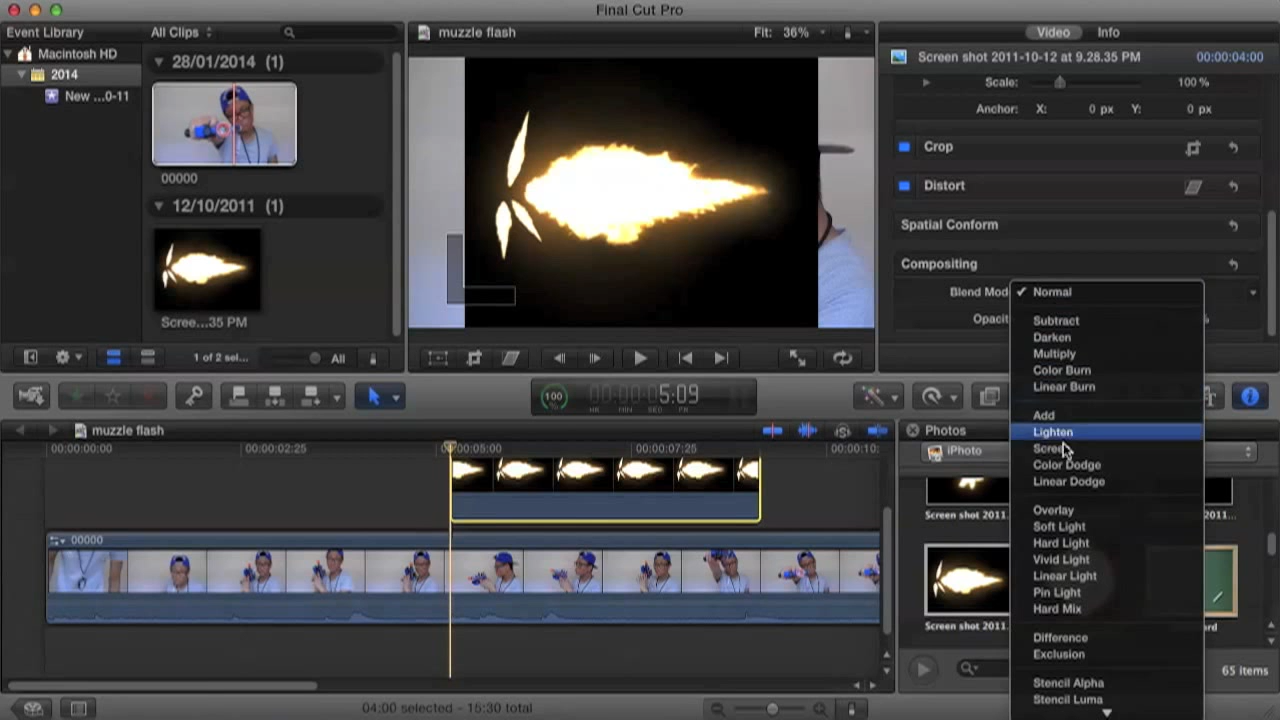 Final Cut Pro
Event Library
All Clips
muzzle flash
Fit: 36%
Video
Info
Macintosh HD
2014
New ...0-11
28/01/2014 (1)
00000
12/10/2011 (1)
Scree...35 PM
1 of 2 sel...
All
Screen shot 2011-10-12 at 9.28.35 PM
00:00:04:00
Scale:
100 %
Anchor: X: 0 px Y: 0 px
Crop
Distort
Spatial Conform
Compositing
Blend Mod
Opacit
%
✓ Normal
Subtract
Darken
Multiply
Color Burn
Linear Burn
Add
Lighten
Screen
Color Dodge
Linear Dodge
Overlay
Soft Light
Hard Light
Vivid Light
Linear Light
Pin Light
Hard Mix
Difference
Exclusion
Stencil Alpha
Stencil Luma
100
%
5:09
HR MIN SEC FR
muzzle flash
00:00:00:00
00:00:02:25
00:00:05:00
00:00:07:25
00:00:10:
00000
Photos
iPhoto
Screen shot 2011.
011...
Screen shot 2011.
rd
65 items
04:00 selected - 15:30 total